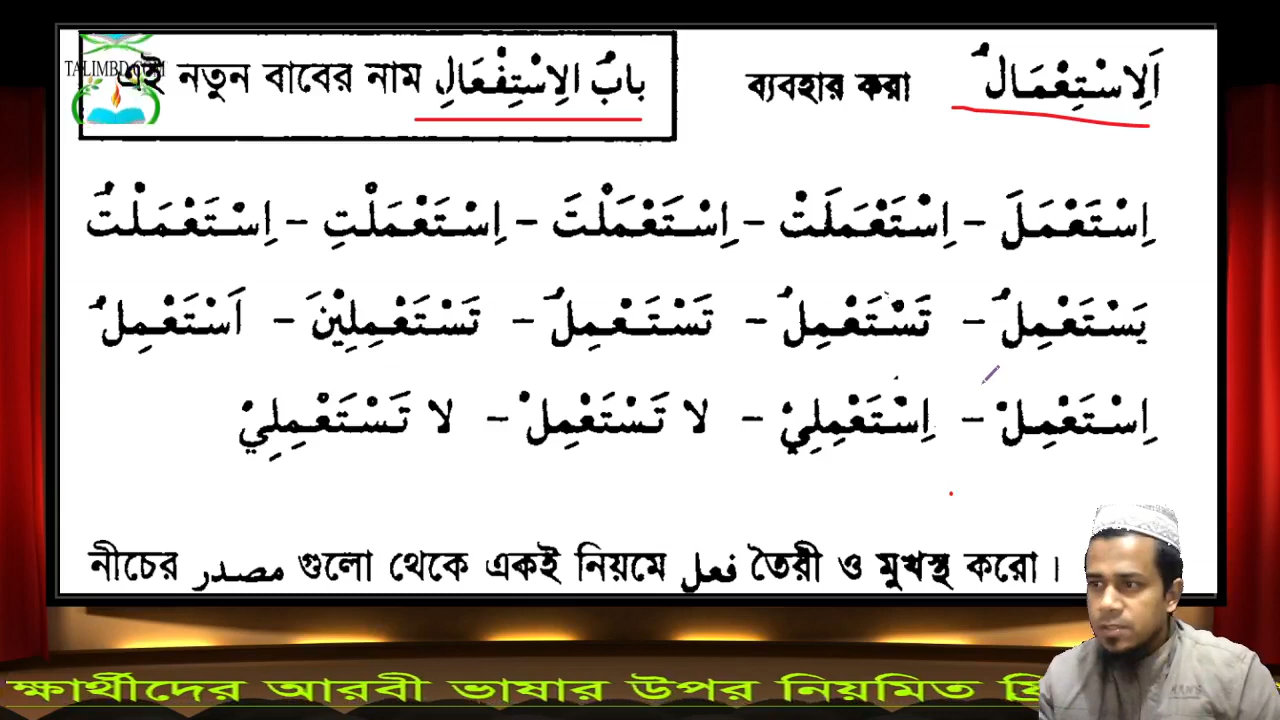 TALIMBD.COM
এই নতুন বাবের নাম بابُ الاِسْتِفْعَالِ
ব্যবহার করা اَلاِسْتِعْمَالُ
اِسْتَعْمَلَ – اِسْتَعْمَلَتْ – اِسْتَعْمَلْتَ – اِسْتَعْمَلْتِ – اِسْتَعْمَلْتُ
يَسْتَعْمِلُ – تَسْتَعْمِلُ – تَسْتَعْمِلُ – تَسْتَعْمِلِيْنَ – اَسْتَعْمِلُ
اِسْتَعْمِلْ – اِسْتَعْمِلِيْ – لا تَسْتَعْمِلْ – لا تَسْتَعْمِلِيْ
নীচের مصدر গুলো থেকে একই নিয়মে فعل তৈয়ী ও মুখস্থ করো।
ক্ষার্থীদের আরবী ভাষার উপর নিয়মিত ফ্রি